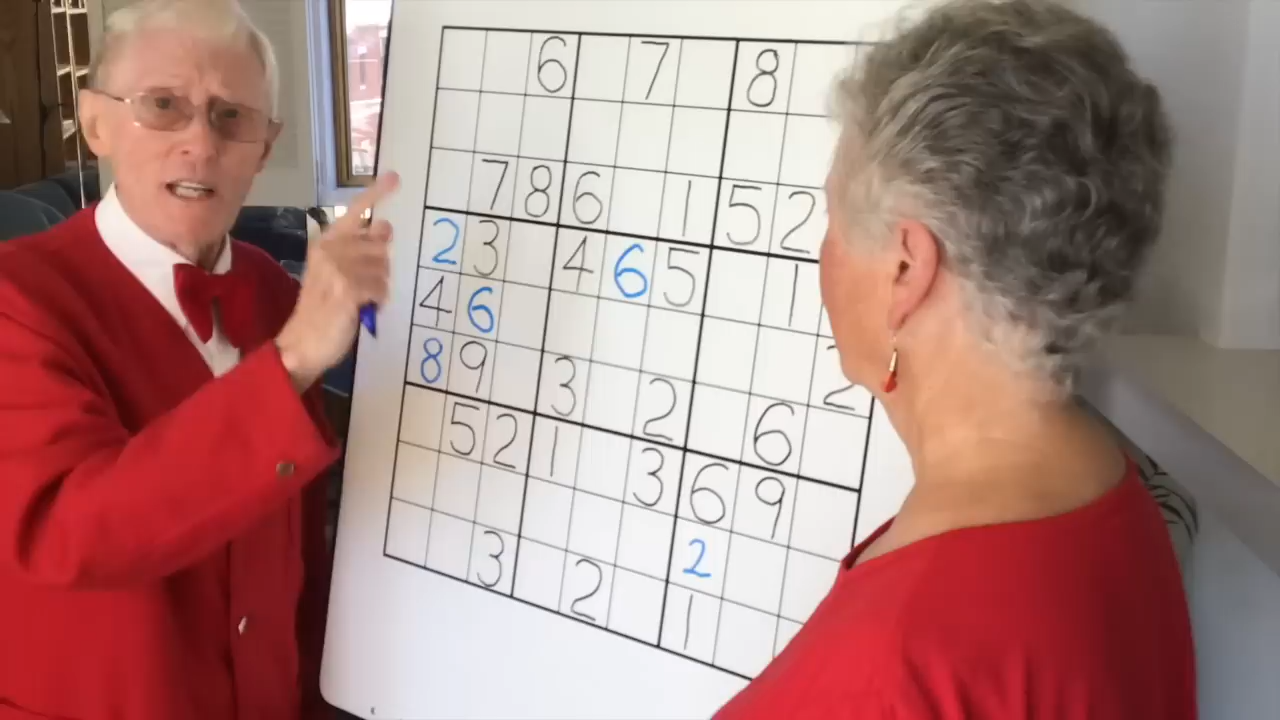 6 7 8
7 8 6 1 5 2
2 3 4 6 5 1
4 6 2
8 9 3 2 6
5 2 1 3 6 9
2
3 2 1